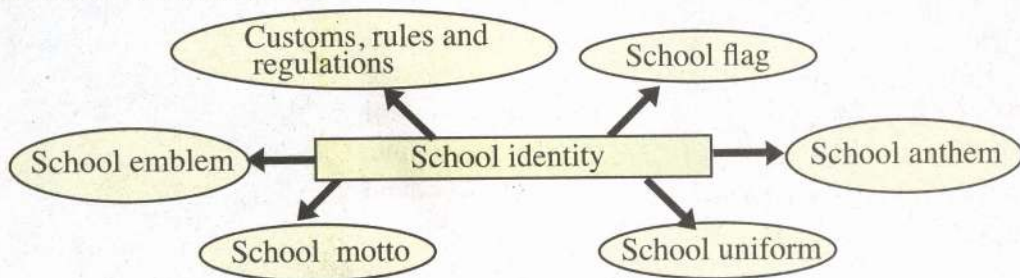 Customs, rules and
regulations
School flag
School emblem
School identity
School anthem
School motto
School uniform